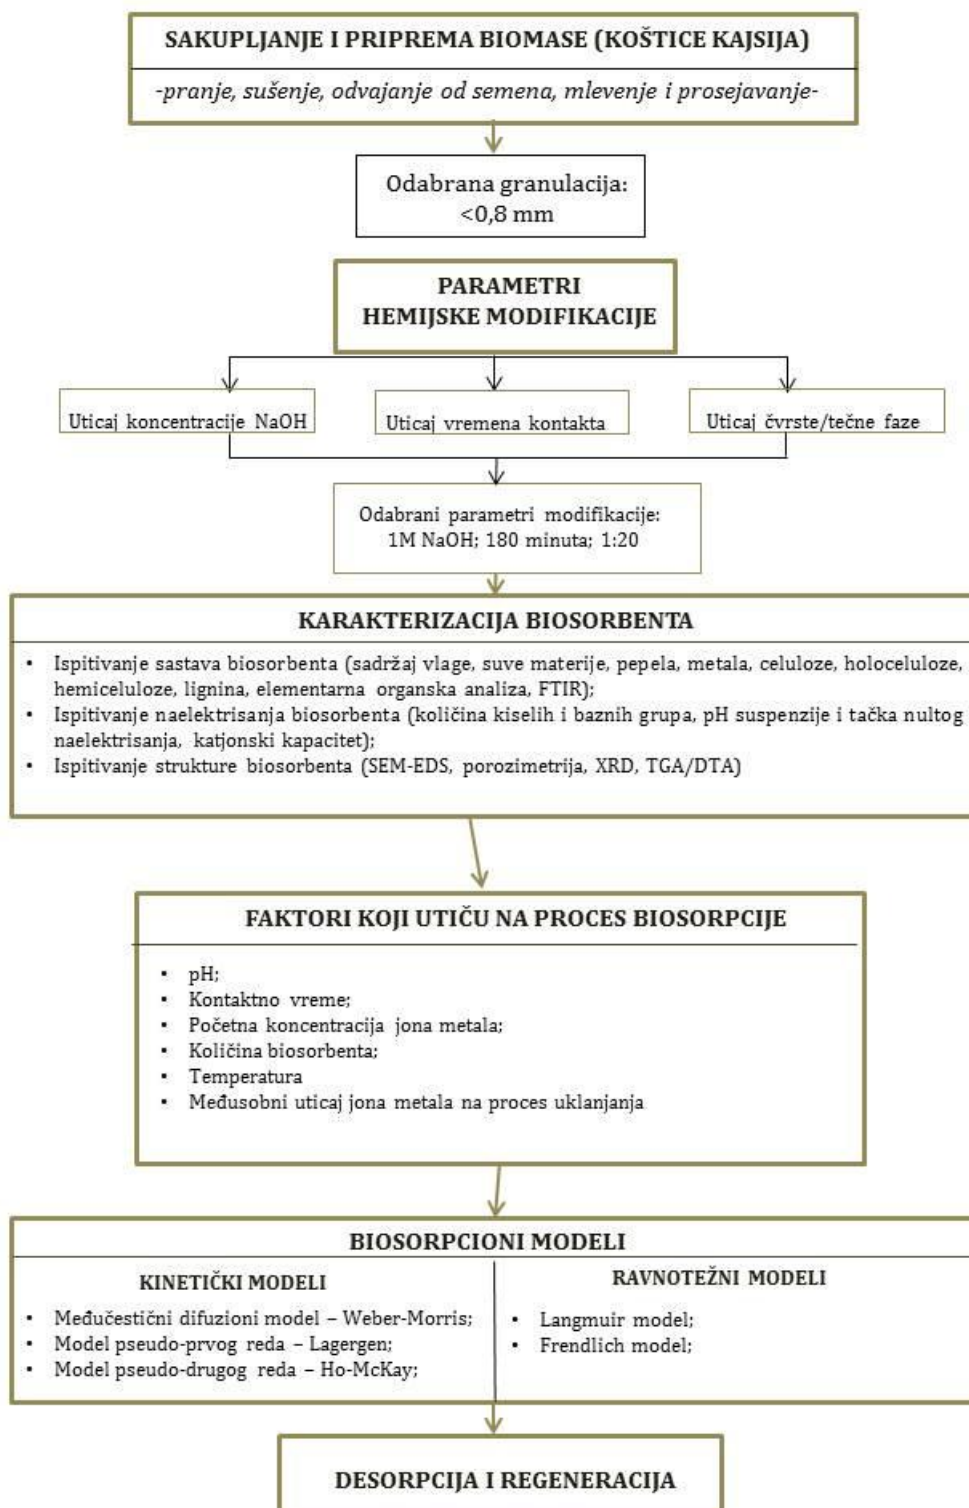 SAKUPLJANJE I PRIPREMA BIOMASE (KOŠTICE KAJSIJA)
-pranje, sušenje, odvajanje od semena, mlevenje i prosejavanje-
Odabrana granulacija:
<0,8 mm
PARAMETRI
HEMIJSKE MODIFIKACIJE
Uticaj koncentracije NaOH
Uticaj vremena kontakta
Uticaj čvrste/tečne faze
Odabrani parametri modifikacije:
1M NaOH; 180 minuta; 1:20
KARAKTERIZACIJA BIOSORBENTA
• Ispitivanje sastava biosorbenta (sadržaj vlage, suve materije, pepela, metala, celuloze, holoceluloze,
hemiceluloze, lignina, elementarna organska analiza, FTIR);
• Ispitivanje naelektrisanja biosorbenta (količina kiselih i baznih grupa, pH suspenzije i tačka nultog
naelektrisanja, katjonski kapacitet);
• Ispitivanje strukture biosorbenta (SEM-EDS, porozimetrija, XRD, TGA/DTA)
FAKTORI KOJI UTIČU NA PROCES BIOSORPCIJE
• pH;
• Kontaktno vreme;
• Početna koncentracija jona metala;
• Količina biosorbenta;
• Temperatura
• Međusobni uticaj jona metala na proces uklanjanja
BIOSORPCIONI MODELI
KINETIČKI MODELI
• Međučestični difuzioni model – Weber-Morris;
• Model pseudo-prvog reda – Lagergen;
• Model pseudo-drugog reda – Ho-McKay;
RAVNOTEŽNI MODELI
• Langmuir model;
• Frendlich model;
DESORPCIJA I REGENERACIJA